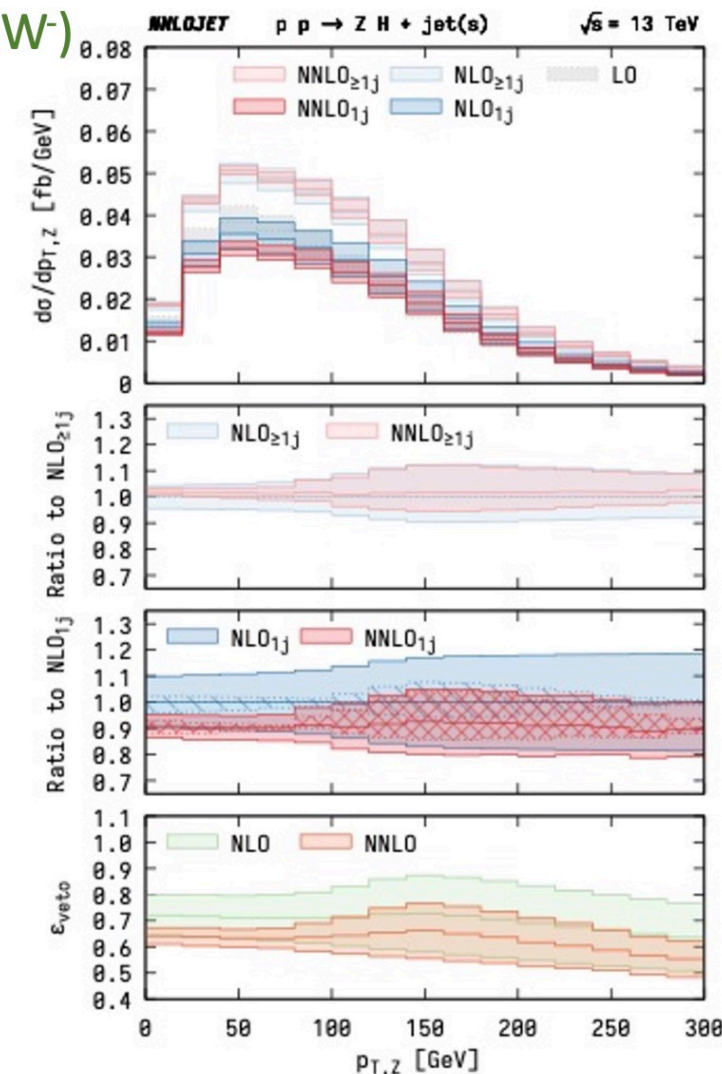 W-)
NNLOJET p p → Z H + jet(s) √s = 13 TeV
dσ/dpT,Z [fb/GeV]
0.08
0.07
0.06
0.05
0.04
0.03
0.02
0.01
0
NNLO≥1j NLO≥1j LO
NNLO1j NLO1j
Ratio to NLO≥1j
1.3
1.2
1.1
1.0
0.9
0.8
0.7
NLO≥1j NNLO≥1j
Ratio to NLO1j
1.3
1.2
1.1
1.0
0.9
0.8
0.7
NLO1j NNLO1j
εveto
1.1
1.0
0.9
0.8
0.7
0.6
0.5
0.4
NLO NNLO
0 50 100 150 200 250 300
pT,Z [GeV]